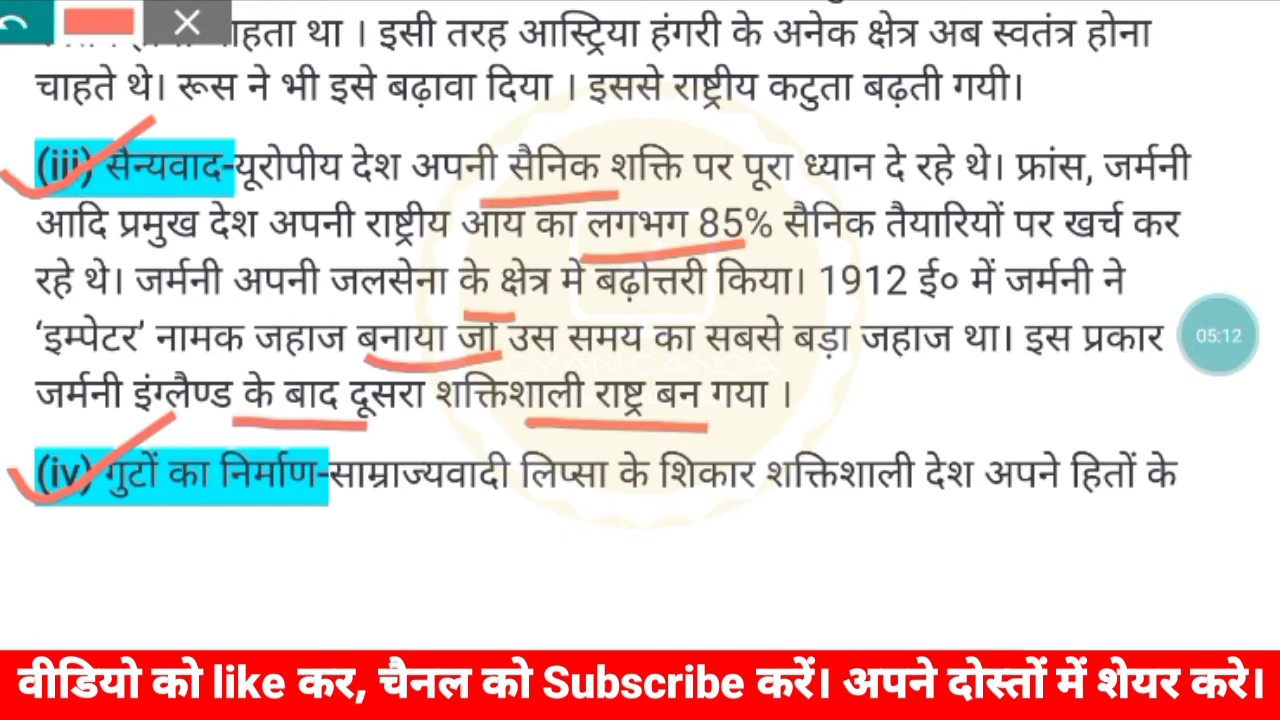 चाहता था । इसी तरह आस्ट्रिया हंगरी के अनेक क्षेत्र अब स्वतंत्र होना
चाहते थे। रूस ने भी इसे बढ़ावा दिया । इससे राष्ट्रीय कटुता बढ़ती गयी।
(iii) सैन्यवाद-यूरोपीय देश अपनी सैनिक शक्ति पर पूरा ध्यान दे रहे थे। फ्रांस, जर्मनी
आदि प्रमुख देश अपनी राष्ट्रीय आय का लगभग 85% सैनिक तैयारियों पर खर्च कर
रहे थे। जर्मनी अपनी जलसेना के क्षेत्र में बढ़ोत्तरी किया। 1912 ई० में जर्मनी ने
‘इम्पेटर’ नामक जहाज बनाया जो उस समय का सबसे बड़ा जहाज था। इस प्रकार
05:12
जर्मनी इंग्लैण्ड के बाद दूसरा शक्तिशाली राष्ट्र बन गया ।
(iv) गुटों का निर्माण-साम्राज्यवादी लिप्सा के शिकार शक्तिशाली देश अपने हितों के
वीडियो को like कर, चैनल को Subscribe करें। अपने दोस्तों में शेयर करे।